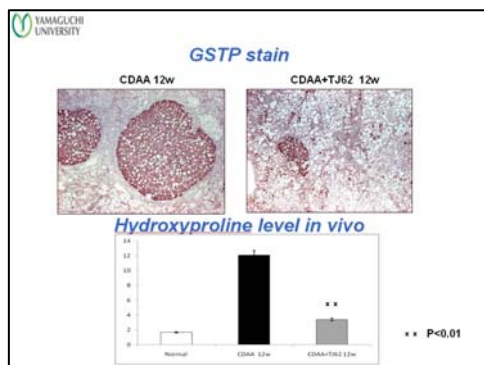 YAMAGUCHI
UNIVERSITY
GSTP stain
CDAA 12w
CDAA+TJ62 12w
Hydroxyproline level in vivo
14
12
10
8
6
4
2
0
Normal
CDAA 12w
CDAA+TJ62 12w
××
×× P<0.01